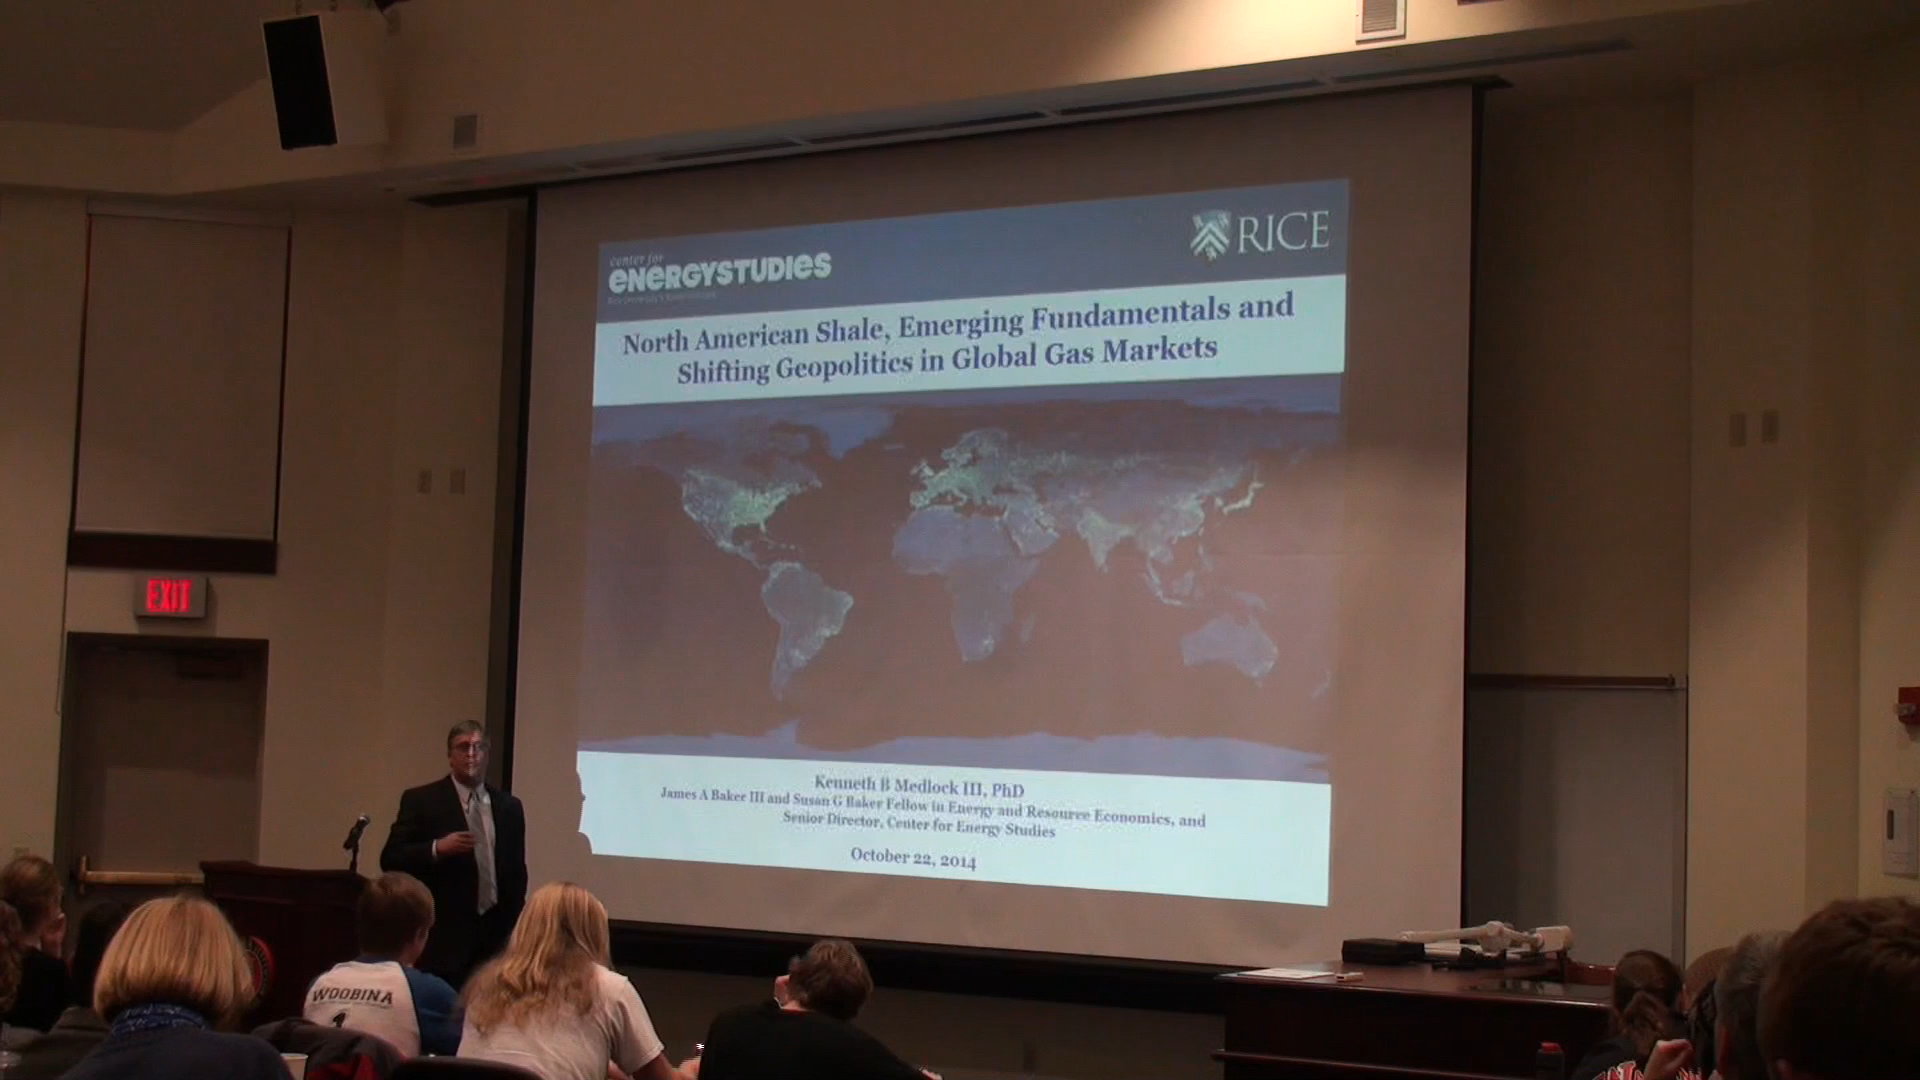 EXIT
center for
ENERGYSTUDIES
RICE
North American Shale, Emerging Fundamentals and
Shifting Geopolitics in Global Gas Markets
Kenneth B Medlock III, PhD
James A Baker III and Susan G Baker Fellow in Energy and Resource Economics, and
Senior Director, Center for Energy Studies
October 22, 2014
WOOBINA
1